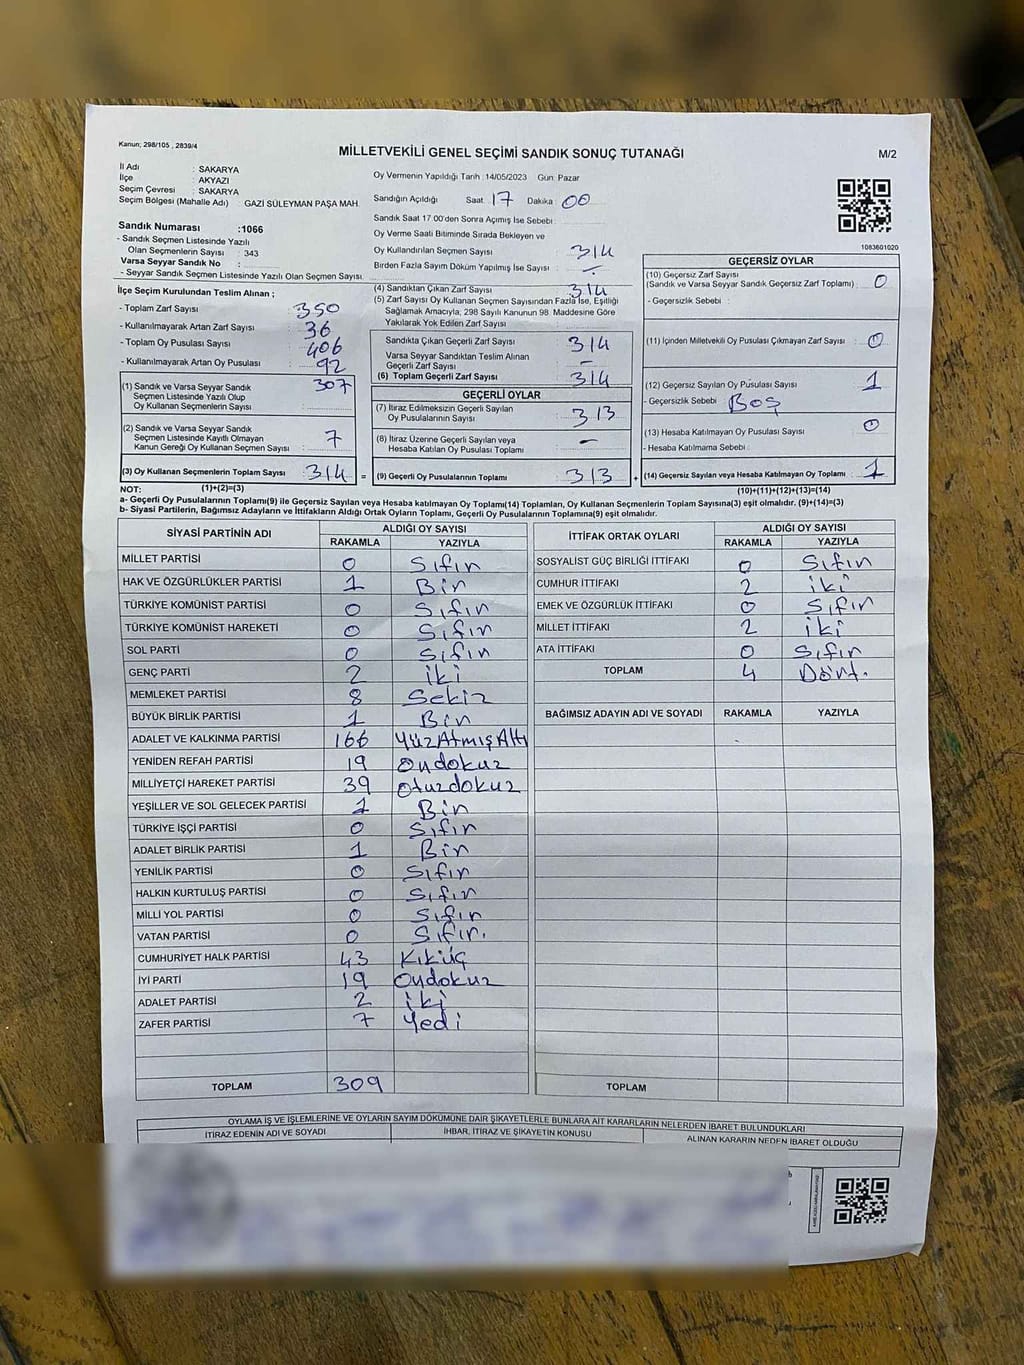 Kanun; 298/105 , 2839/4
MİLLETVEKİLİ GENEL SEÇİMİ SANDIK SONUÇ TUTANAĞI
M/2
İl Adı : SAKARYA
İlçe : AKYAZI
Seçim Çevresi : SAKARYA
Seçim Bölgesi (Mahalle Adı) : GAZİ SÜLEYMAN PAŞA MAH.
Sandık Numarası :1066
- Sandık Seçmen Listesinde Yazılı
Olan Seçmenlerin Sayısı : 343
Varsa Seyyar Sandık No :
- Seyyar Sandık Seçmen Listesinde Yazılı Olan Seçmen Sayısı
İlçe Seçim Kurulundan Teslim Alınan ;
- Toplam Zarf Sayısı : 350
- Kullanılmayarak Artan Zarf Sayısı : 36
- Toplam Oy Pusulası Sayısı : 406
- Kullanılmayarak Artan Oy Pusulası : 92
(1) Sandık ve Varsa Seyyar Sandık 307
Seçmen Listesinde Yazılı Olup
Oy Kullanan Seçmenlerin Sayısı :
(2) Sandık ve Varsa Seyyar Sandık
Seçmen Listesinde Kayıtlı Olmayan 7
Kanun Gereği Oy Kullanan Seçmen Sayısı :
(3) Oy Kullanan Seçmenlerin Toplam Sayısı 314 =
(1)+(2)=(3)
Oy Vermenin Yapıldığı Tarih : 14/05/2023 Gün: Pazar
Sandığın Açıldığı Saat : 17 Dakika : 00
Sandık Saat 17 00'den Sonra Açımış İse Sebebi :
Oy Verme Saati Bitiminde Sırada Bekleyen ve
Oy Kullandırılan Seçmen Sayısı : 314
Birden Fazla Sayım Döküm Yapılmış İse Sayısı : -
(4) Sandıktan Çıkan Zarf Sayısı : 314
(5) Zarf Sayısı Oy Kullanan Seçmen Sayısından Fazla İse, Eşitliği
Sağlamak Amacıyla, 298 Sayılı Kanunun 98. Maddesine Göre
Yakılarak Yok Edilen Zarf Sayısı :
Sandıkta Çıkan Geçerli Zarf Sayısı : 314
Varsa Seyyar Sandıktan Teslim Alınan
Geçerli Zarf Sayısı : -
(6) Toplam Geçerli Zarf Sayısı : 314
GEÇERLİ OYLAR
(7) İtiraz Edilmeksizin Geçerli Sayılan
Oy Pusulalarının Sayısı : 313
(8) İtiraz Üzerine Geçerli Sayılan veya
Hesaba Katılan Oy Pusulası Toplamı : -
(9) Geçerli Oy Pusulalarının Toplamı : 313 +
1083601020
GEÇERSİZ OYLAR
(10) Geçersiz Zarf Sayısı
(Sandık ve Varsa Seyyar Sandık Geçersiz Zarf Toplamı) : 0
- Geçersizlik Sebebi :
(11) İçinden Milletvekili Oy Pusulası Çıkmayan Zarf Sayısı : 0
(12) Geçersiz Sayılan Oy Pusulası Sayısı : 1
- Geçersizlik Sebebi : Boş
(13) Hesaba Katılmayan Oy Pusulası Sayısı : 0
- Hesaba Katılmama Sebebi :
(14) Geçersiz Sayılan veya Hesaba Katılmayan Oy Toplamı : 1
(10)+(11)+(12)+(13)=(14)
NOT:
a- Geçerli Oy Pusulalarının Toplamı(9) ile Geçersiz Sayılan veya Hesaba katılmayan Oy Toplamı(14) Toplamları, Oy Kullanan Seçmenlerin Toplam Sayısına(3) eşit olmalıdır. (9)+(14)=(3)
b- Siyasi Partilerin, Bağımsız Adayların ve İttifakların Aldığı Ortak Oyların Toplamı, Geçerli Oy Pusulalarının Toplamına(9) eşit olmalıdır.
SİYASİ PARTİNİN ADI ALDIĞI OY SAYISI
RAKAMLA YAZIYLA
MİLLET PARTİSİ 0 Sıfır
HAK VE ÖZGÜRLÜKLER PARTİSİ 1 Bir
TÜRKİYE KOMÜNİST PARTİSİ 0 Sıfır
TÜRKİYE KOMÜNİST HAREKETİ 0 Sıfır
SOL PARTİ 0 Sıfır
GENÇ PARTİ 2 iki
MEMLEKET PARTİSİ 8 Sekiz
BÜYÜK BİRLİK PARTİSİ 1 Bir
ADALET VE KALKINMA PARTİSİ 166 YüzAtmışAltı
YENİDEN REFAH PARTİSİ 19 Ondokuz
MİLLİYETÇİ HAREKET PARTİSİ 39 Otuzdokuz
YEŞİLLER VE SOL GELECEK PARTİSİ 1 Bir
TÜRKİYE İŞÇİ PARTİSİ 0 Sıfır
ADALET BİRLİK PARTİSİ 1 Bir
YENİLİK PARTİSİ 0 Sıfır
HALKIN KURTULUŞ PARTİSİ 0 Sıfır
MİLLİ YOL PARTİSİ 0 Sıfır
VATAN PARTİSİ 0 Sıfır.
CUMHURİYET HALK PARTİSİ 43 Kıküç
İYİ PARTİ 19 Ondokuz
ADALET PARTİSİ 2 iki
ZAFER PARTİSİ 7 Yedi
TOPLAM 309
İTTİFAK ORTAK OYLARI ALDIĞI OY SAYISI
RAKAMLA YAZIYLA
SOSYALİST GÜÇ BİRLİĞİ İTTİFAKI 0 Sıfır
CUMHUR İTTİFAKI 2 iki
EMEK VE ÖZGÜRLÜK İTTİFAKI 0 Sıfır
MİLLET İTTİFAKI 2 iki
ATA İTTİFAKI 0 Sıfır
TOPLAM 4 Dört.
BAĞIMSIZ ADAYIN ADI VE SOYADI RAKAMLA YAZIYLA
TOPLAM
OYLAMA İŞ VE İŞLEMLERİNE VE OYLARIN SAYIM DÖKÜMÜNE DAİR ŞİKAYETLERLE BUNLARA AİT KARARLARIN NELERDEN İBARET BULUNDUKLARI
İTİRAZ EDENİN ADI VE SOYADI İHBAR, İTİRAZ VE ŞİKAYETİN KONUSU ALINAN KARARIN NEDEN İBARET OLDUĞU